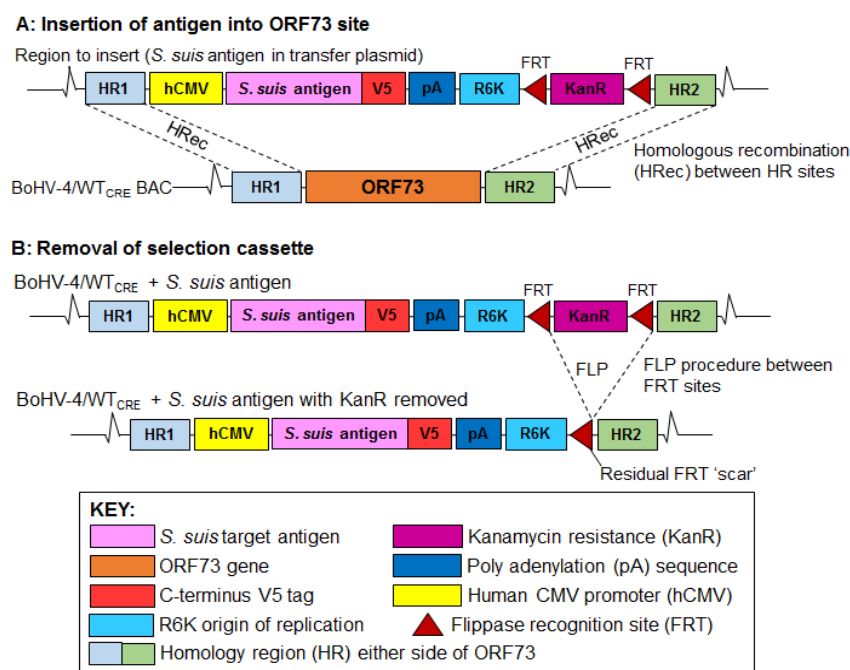 A: Insertion of antigen into ORF73 site
Region to insert (S. suis antigen in transfer plasmid)
FRT FRT
HR1 hCMV S. suis antigen V5 pA R6K KanR HR2
HRec HRec
Homologous recombination
(HRec) between HR sites
BoHV-4/WTCRE BAC HR1 ORF73 HR2
B: Removal of selection cassette
BoHV-4/WTCRE + S. suis antigen
FRT FRT
HR1 hCMV S. suis antigen V5 pA R6K KanR HR2
FLP
FLP procedure between
FRT sites
BoHV-4/WTCRE + S. suis antigen with KanR removed
HR1 hCMV S. suis antigen V5 pA R6K HR2
Residual FRT ‘scar’
KEY:
S. suis target antigen
Kanamycin resistance (KanR)
ORF73 gene
Poly adenylation (pA) sequence
C-terminus V5 tag
Human CMV promoter (hCMV)
R6K origin of replication
Flippase recognition site (FRT)
Homology region (HR) either side of ORF73